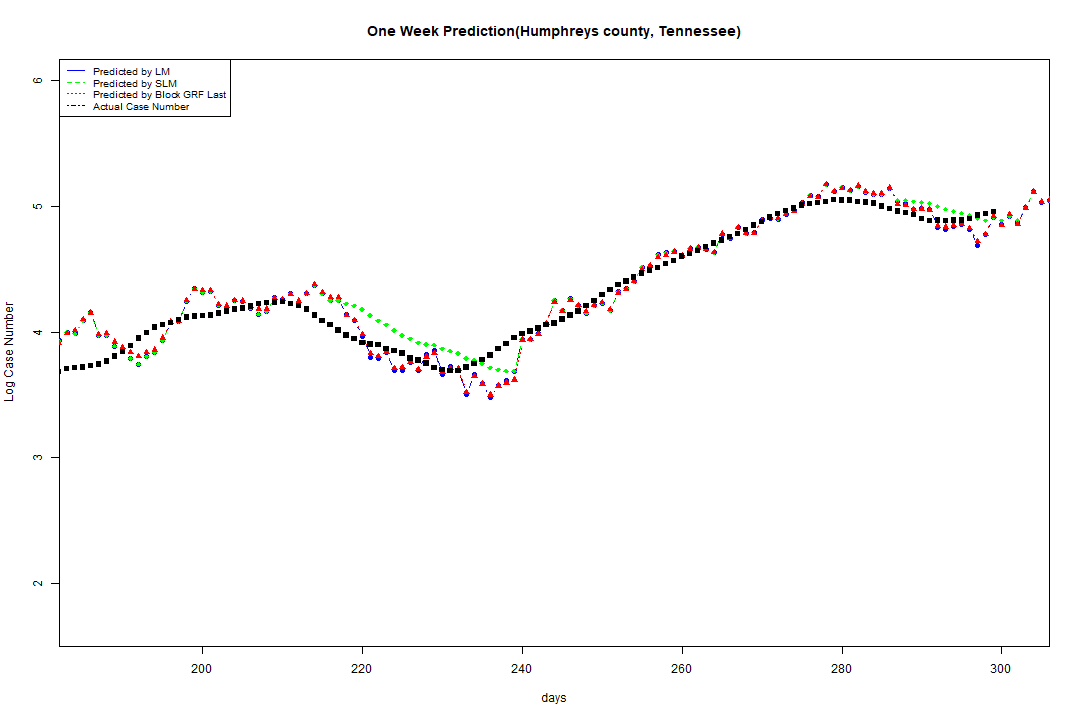 One Week Prediction(Humphreys county, Tennessee)
Predicted by LM
Predicted by SLM
Predicted by Block GRF Last
Actual Case Number
6
5
4
3
2
Log Case Number
200
220
240
260
280
300
days